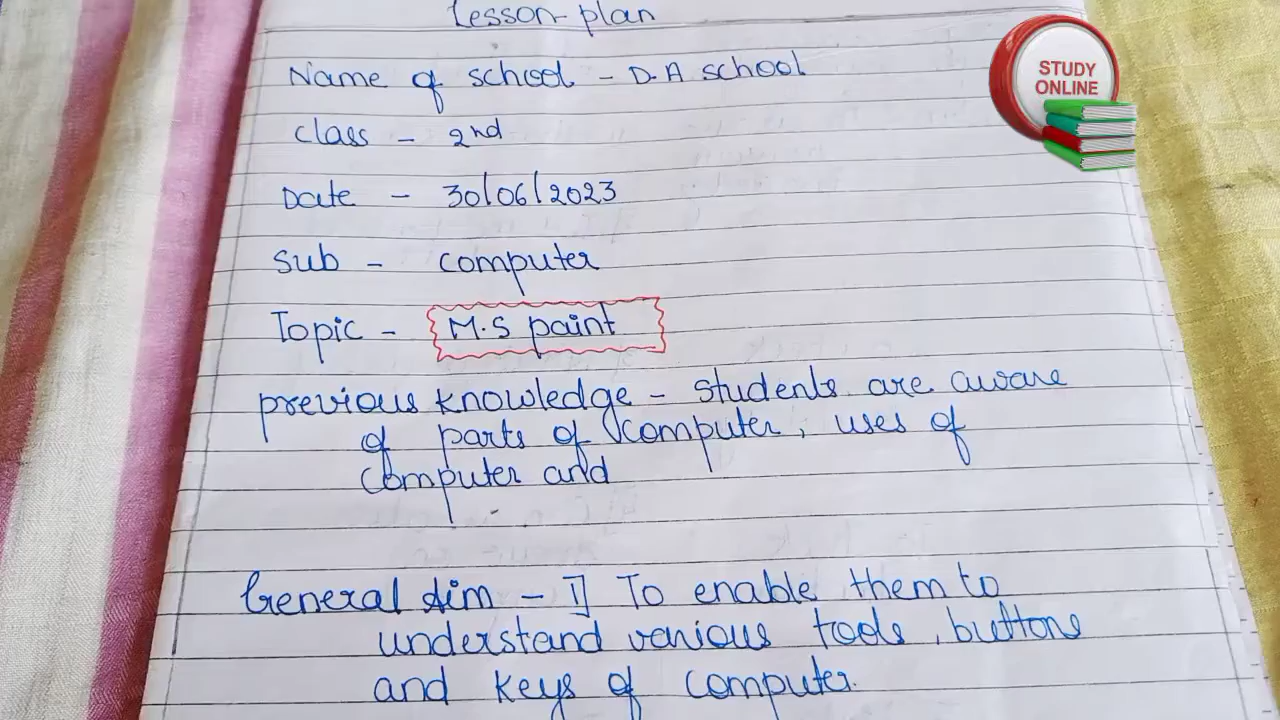 Lesson plan
Name of school - D.A school
STUDY
ONLINE
Class - 2nd
Date - 30/06/2023
Sub - computer
Topic - M.S paint
previous knowledge - students are aware
of parts of computer, uses of
computer and
General Aim - I] To enable them to
understand various tools, buttons
and keys of computer.